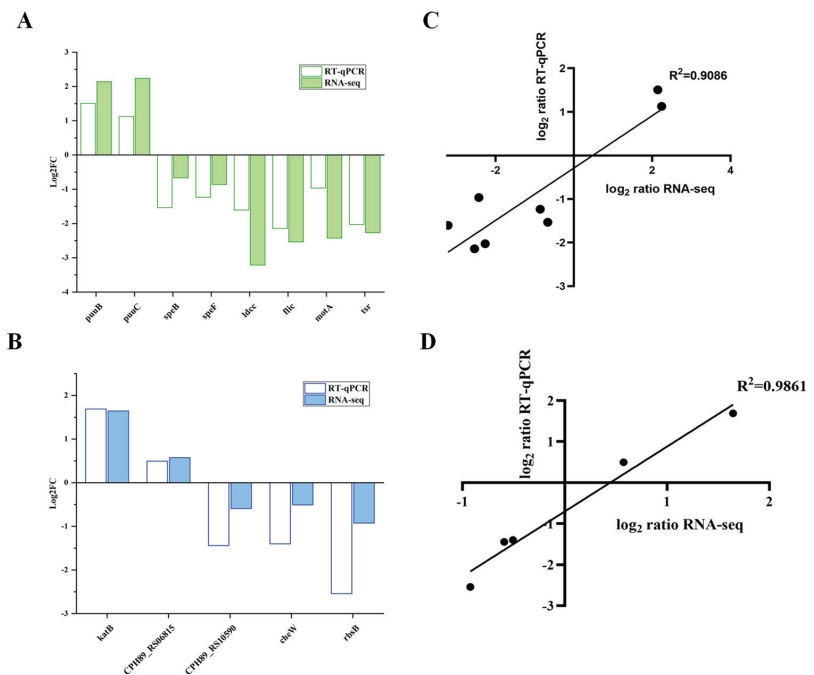 A
3
2
1
0
-1
-2
-3
-4
Log2FC
RT-qPCR
RNA-seq
puuB
puuC
speB
speF
ldcc
flic
motA
tsr
B
2
1
0
-1
-2
-3
Log2FC
RT-qPCR
RNA-seq
katB
CPH89_RS06815
CPH89_RS10590
cheW
rbsB
C
log2 ratio RT-qPCR
R²=0.9086
2
1
-1
-2
-3
-2
2
4
log2 ratio RNA-seq
D
log2 ratio RT-qPCR
R²=0.9861
2
1
-1
-2
-3
-1
1
2
log2 ratio RNA-seq